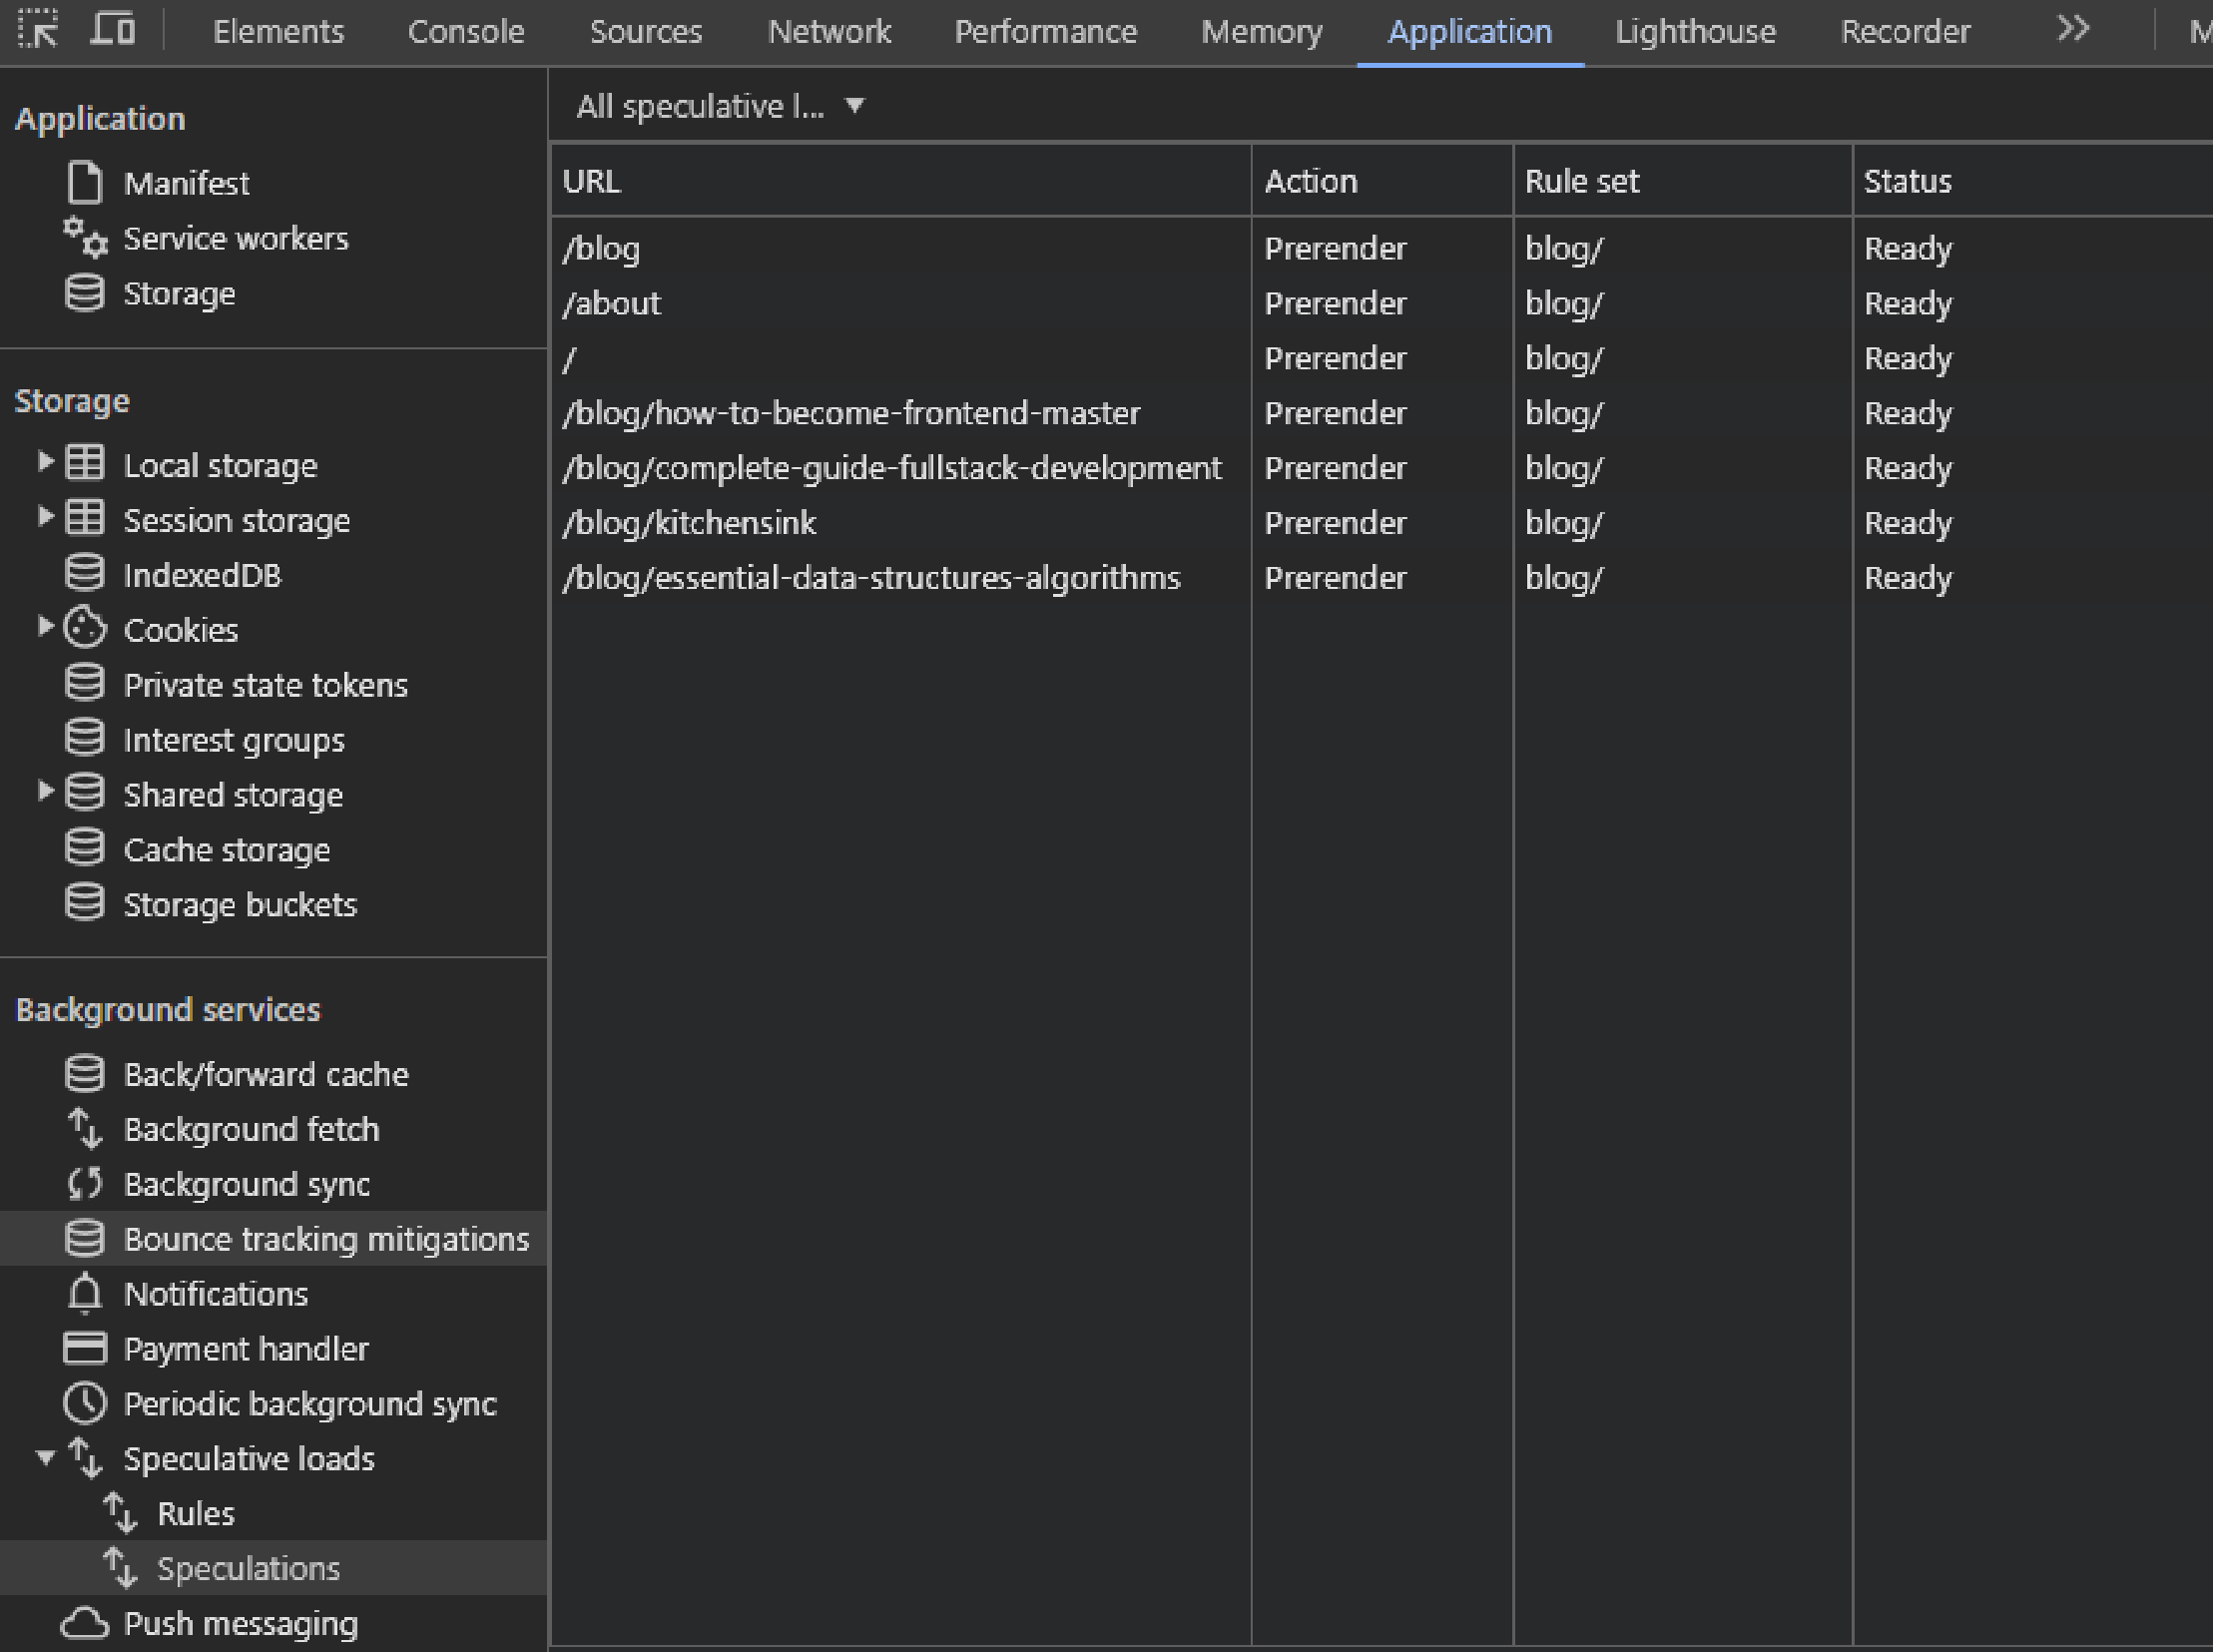 Elements Console Sources Network Performance Memory Application Lighthouse Recorder
Application
Manifest
Service workers
Storage
Storage
Local storage
Session storage
IndexedDB
Cookies
Private state tokens
Interest groups
Shared storage
Cache storage
Storage buckets
Background services
Back/forward cache
Background fetch
Background sync
Bounce tracking mitigations
Notifications
Payment handler
Periodic background sync
Speculative loads
Rules
Speculations
Push messaging
All speculative l...
URL Action Rule set Status
/blog Prerender blog/ Ready
/about Prerender blog/ Ready
/ Prerender blog/ Ready
/blog/how-to-become-frontend-master Prerender blog/ Ready
/blog/complete-guide-fullstack-development Prerender blog/ Ready
/blog/kitchensink Prerender blog/ Ready
/blog/essential-data-structures-algorithms Prerender blog/ Ready